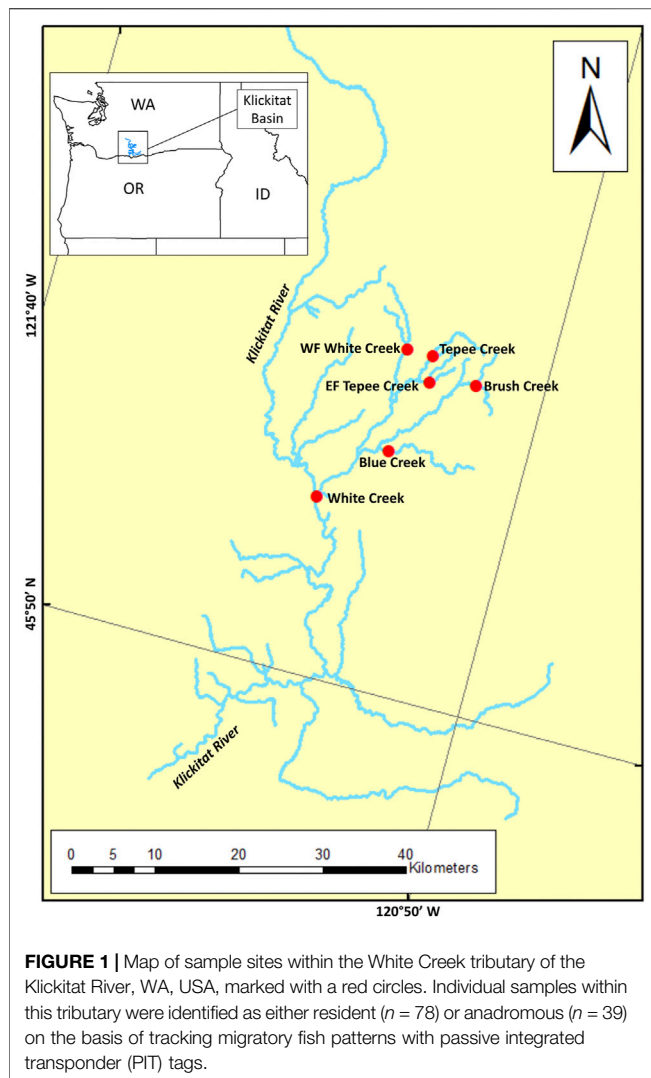 WA
Klickitat
Basin
OR
ID
N
121°40' W
Klickitat River
WF White Creek
Tepee Creek
EF Tepee Creek
Brush Creek
Blue Creek
White Creek
45°50' N
Klickitat River
0 5 10 20 30 40
Kilometers
120°50' W
FIGURE 1 | Map of sample sites within the White Creek tributary of the
Klickitat River, WA, USA, marked with a red circles. Individual samples within
this tributary were identified as either resident (n = 78) or anadromous (n = 39)
on the basis of tracking migratory fish patterns with passive integrated
transponder (PIT) tags.